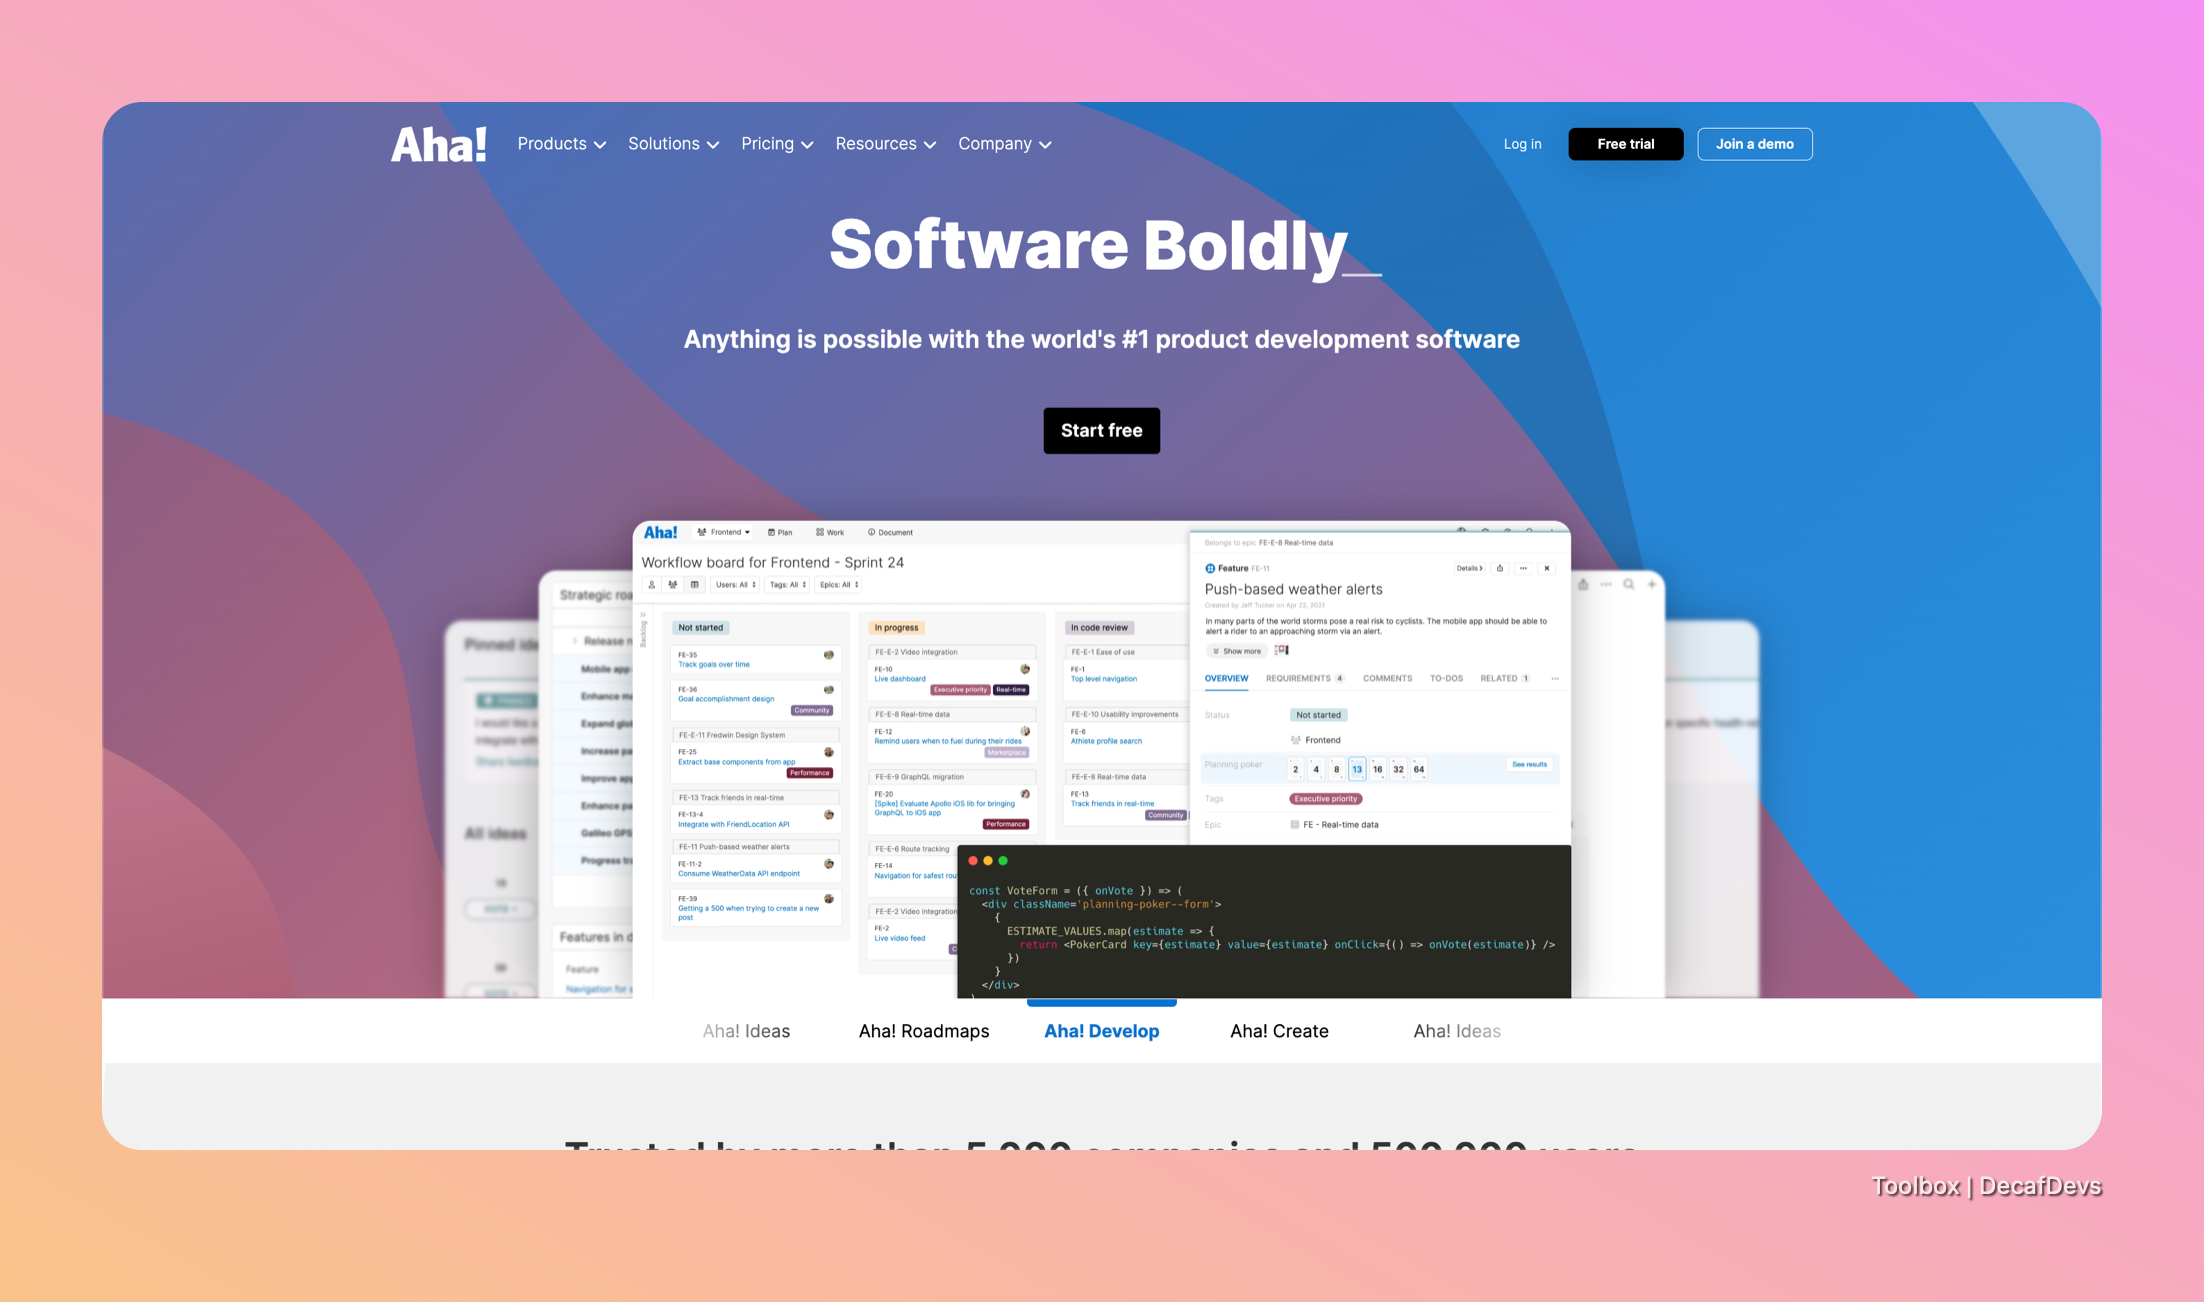 Aha!
Products
Solutions
Pricing
Resources
Company
Log in
Free trial
Join a demo
Software Boldly_
Anything is possible with the world's #1 product development software
Start free
Aha!
Frontend
Plan
Work
Document
Workflow board for Frontend - Sprint 24
Users: All
Tags: All
Epics: All
Backlog
Not started
FE-35
Track goals over time
FE-36
Goal accomplishment design
Community
FE-E-11 Fredwin Design System
FE-25
Extract base components from app
Performance
FE-13 Track friends in real-time
FE-13-4
Integrate with FriendLocation API
FE-11 Push-based weather alerts
FE-11-2
Consume WeatherData API endpoint
FE-39
Getting a 500 when trying to create a new
post
In progress
FE-E-2 Video integration
FE-10
Live dashboard
Executive priority
Real-time
FE-E-8 Real-time data
FE-12
Remind users when to fuel during their rides
Marketplace
FE-E-9 GraphQL migration
FE-20
[Spike] Evaluate Apollo iOS lib for bringing
GraphQL to iOS app
Performance
FE-E-6 Route tracking
FE-14
Navigation for safest rou
FE-E-2 Video integration
FE-2
Live video feed
In code review
FE-E-1 Ease of use
FE-1
Top level navigation
FE-E-10 Usability improvements
FE-6
Athlete profile search
FE-E-8 Real-time data
FE-13
Track friends in real-time
Community
Belongs to epic FE-E-8 Real-time data
Feature FE-11
Details
Push-based weather alerts
Created by Jeff Tucker on Apr 22, 2021
In many parts of the world storms pose a real risk to cyclists. The mobile app should be able to
alert a rider to an approaching storm via an alert.
Show more
OVERVIEW
REQUIREMENTS 4
COMMENTS
TO-DOS
RELATED 1
Status
Not started
Frontend
Planning poker
2 4 8 13 16 32 64
See results
Tags
Executive priority
Epic
FE - Real-time data
const VoteForm = ({ onVote }) => (
<div className='planning-poker--form'>
{
ESTIMATE_VALUES.map(estimate => {
return <PokerCard key={estimate} value={estimate} onClick={() => onVote(estimate)} />
})
}
</div>
)
Pinned ide
All ideas
Strategic roa
Release
Mobile app
Enhance
Expand glo
Increase pa
Improve app
Enhance pa
Galileo GPS
Progress tra
Features in
Feature
Navigation for s
Aha! Ideas
Aha! Roadmaps
Aha! Develop
Aha! Create
Aha! Ideas
Trusted by more than 5,000 companies and 500,000 users
Toolbox | DecafDevs